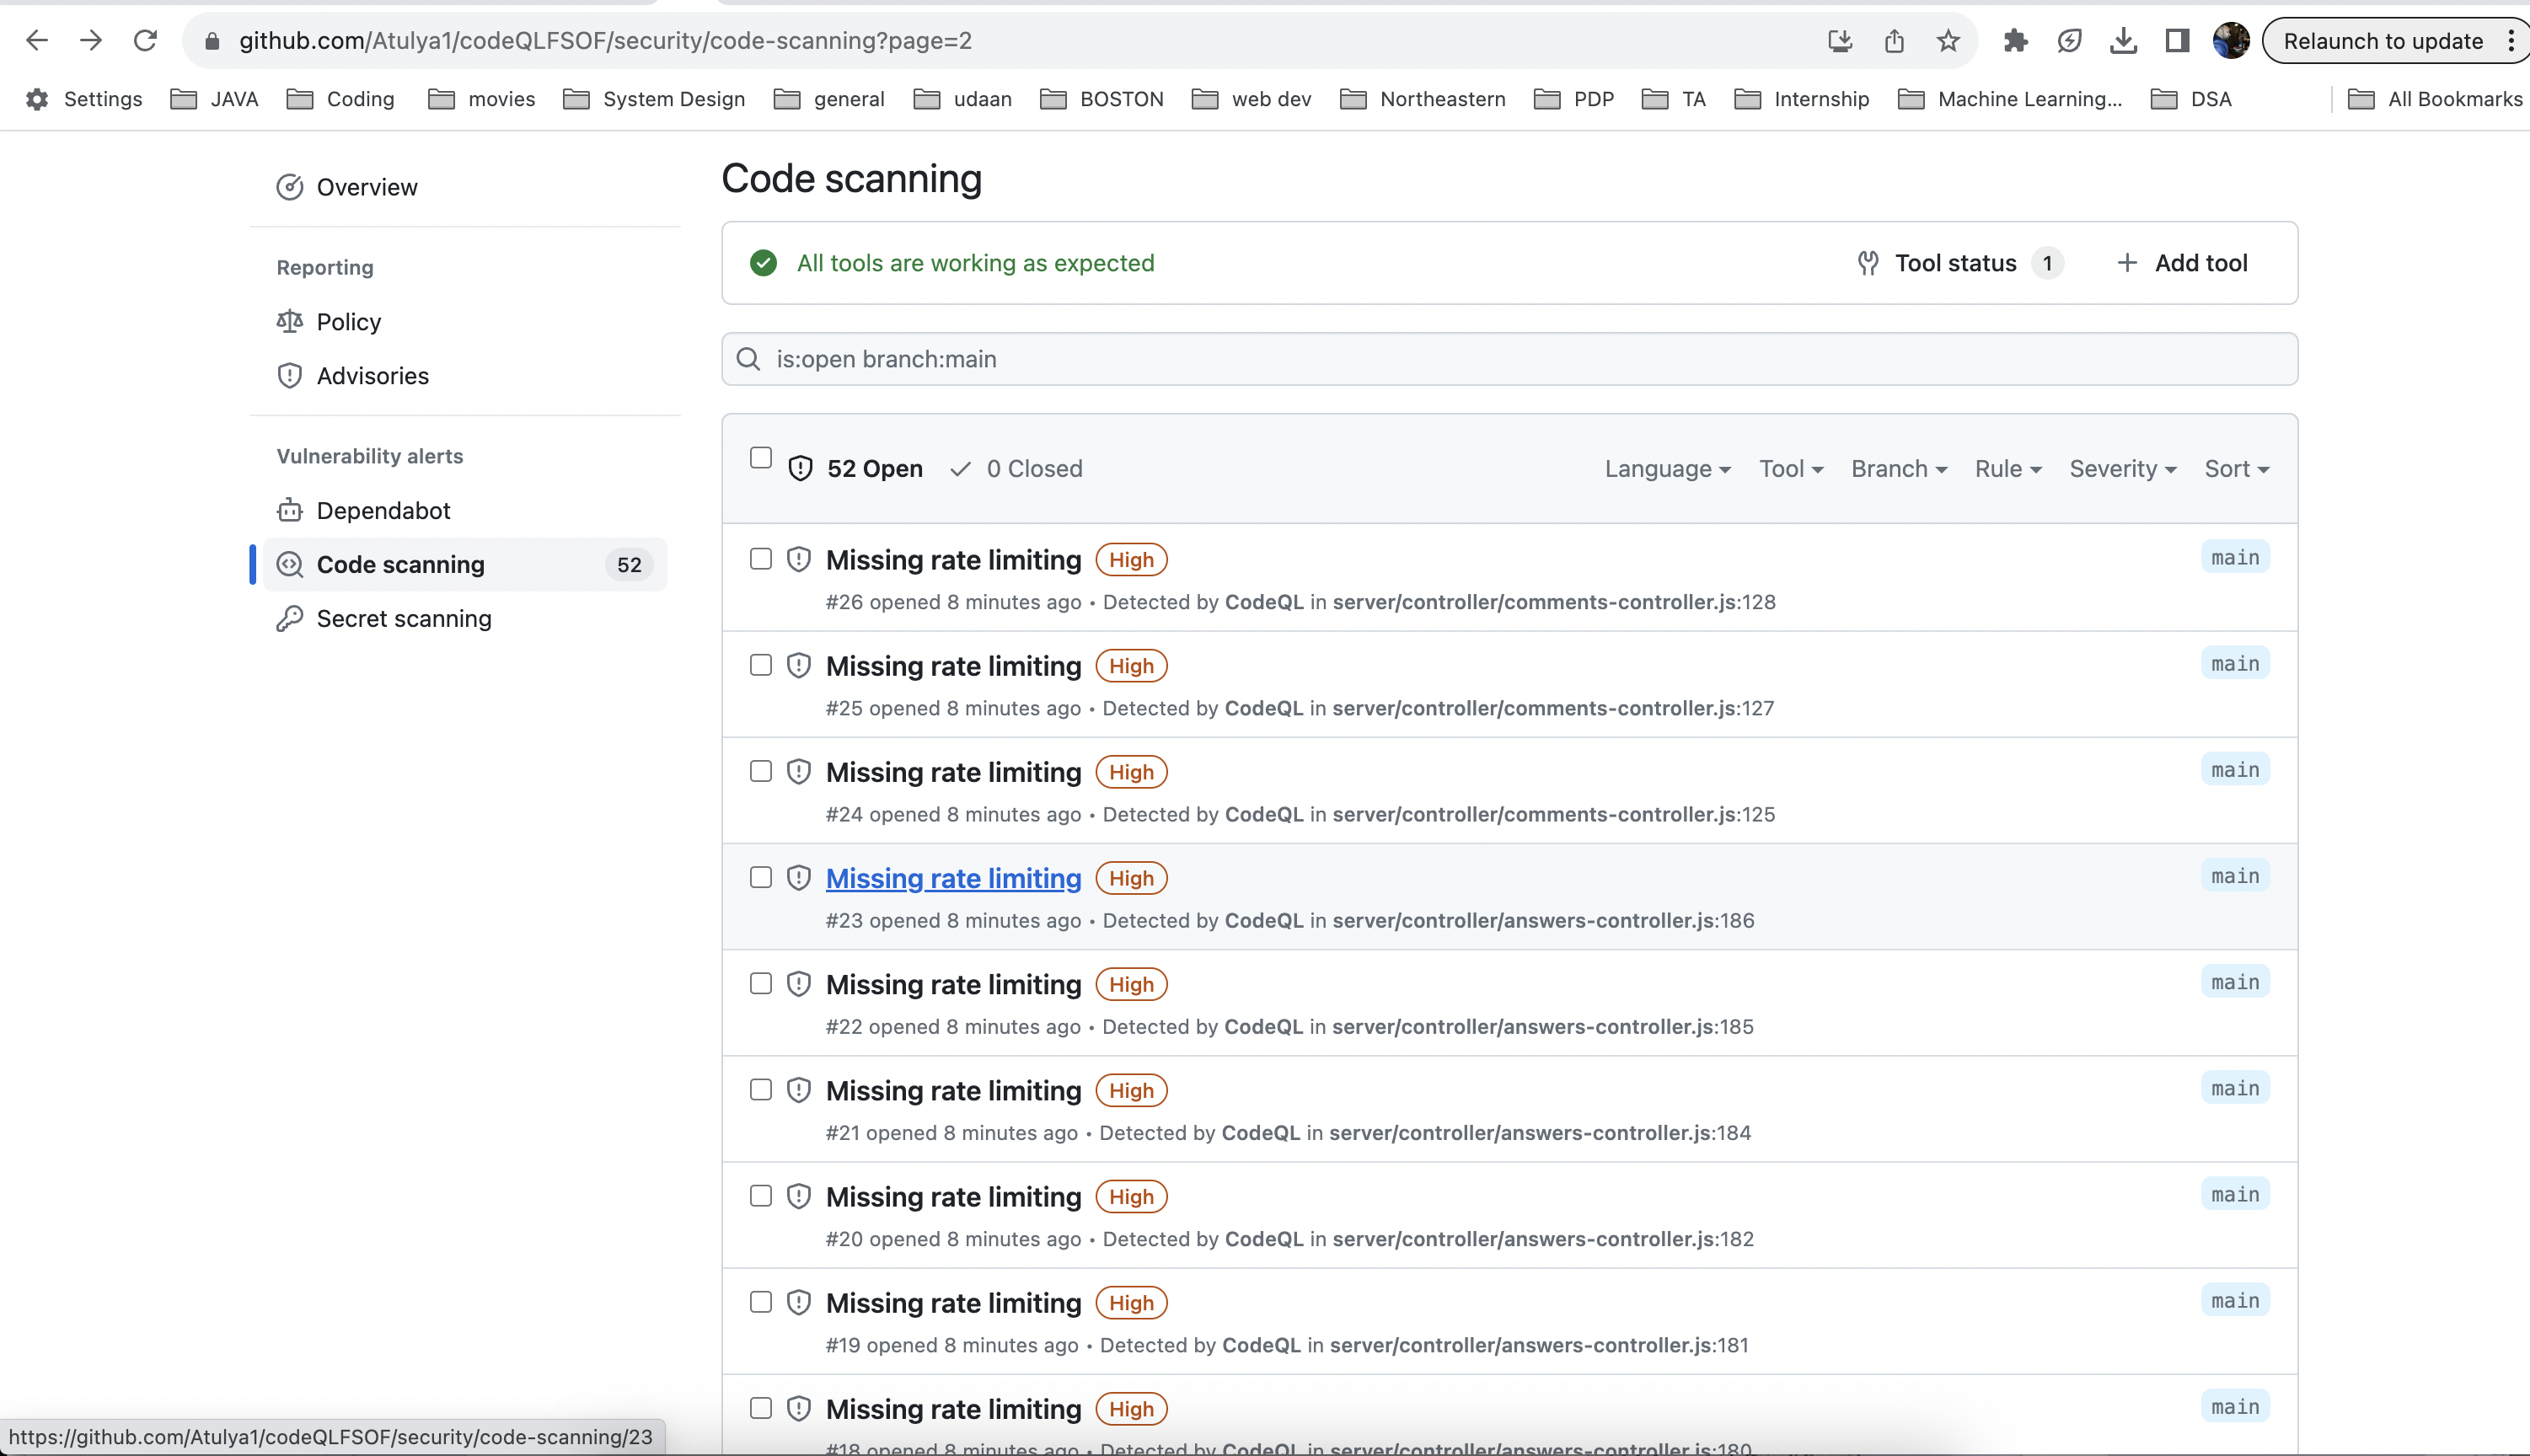 github.com/Atulya1/codeQLFSOF/security/code-scanning?page=2
Relaunch to update
Settings JAVA Coding movies System Design general udaan BOSTON web dev Northeastern PDP TA Internship Machine Learning... DSA All Bookmarks
Overview
Reporting
Policy
Advisories
Vulnerability alerts
Dependabot
Code scanning 52
Secret scanning
Code scanning
All tools are working as expected
Tool status 1
Add tool
is:open branch:main
52 Open 0 Closed
Language Tool Branch Rule Severity Sort
Missing rate limiting High main
#26 opened 8 minutes ago • Detected by CodeQL in server/controller/comments-controller.js:128
Missing rate limiting High main
#25 opened 8 minutes ago • Detected by CodeQL in server/controller/comments-controller.js:127
Missing rate limiting High main
#24 opened 8 minutes ago • Detected by CodeQL in server/controller/comments-controller.js:125
Missing rate limiting High main
#23 opened 8 minutes ago • Detected by CodeQL in server/controller/answers-controller.js:186
Missing rate limiting High main
#22 opened 8 minutes ago • Detected by CodeQL in server/controller/answers-controller.js:185
Missing rate limiting High main
#21 opened 8 minutes ago • Detected by CodeQL in server/controller/answers-controller.js:184
Missing rate limiting High main
#20 opened 8 minutes ago • Detected by CodeQL in server/controller/answers-controller.js:182
Missing rate limiting High main
#19 opened 8 minutes ago • Detected by CodeQL in server/controller/answers-controller.js:181
Missing rate limiting High main
#18 opened 8 minutes ago • Detected by CodeQL in server/controller/answers-controller.js:180
https://github.com/Atulya1/codeQLFSOF/security/code-scanning/23